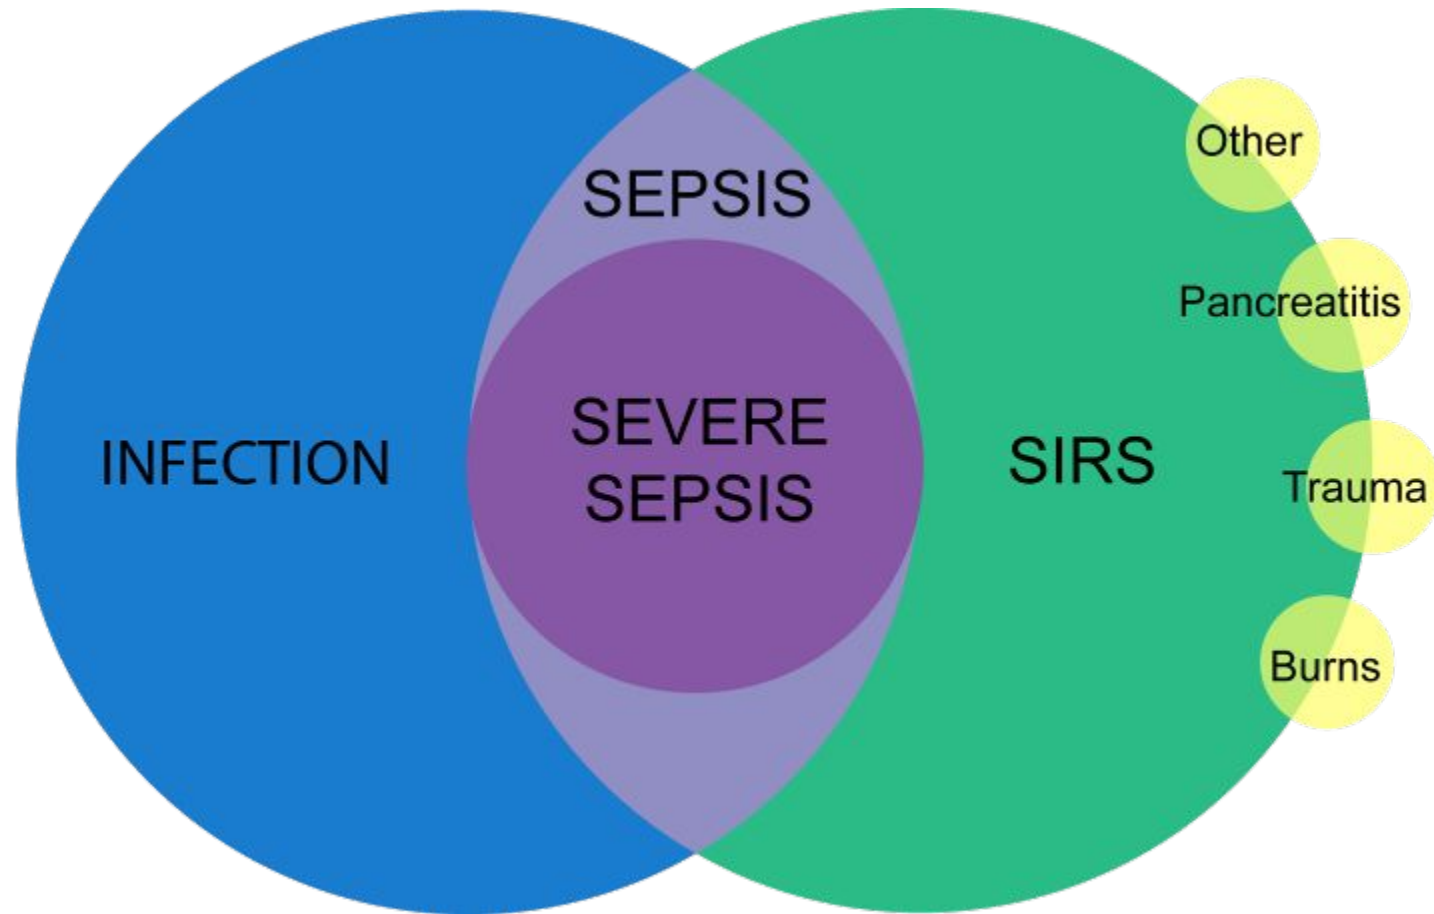 SEPSIS
INFECTION
SEVERE
SEPSIS
SIRS
Other
Pancreatitis
Trauma
Burns